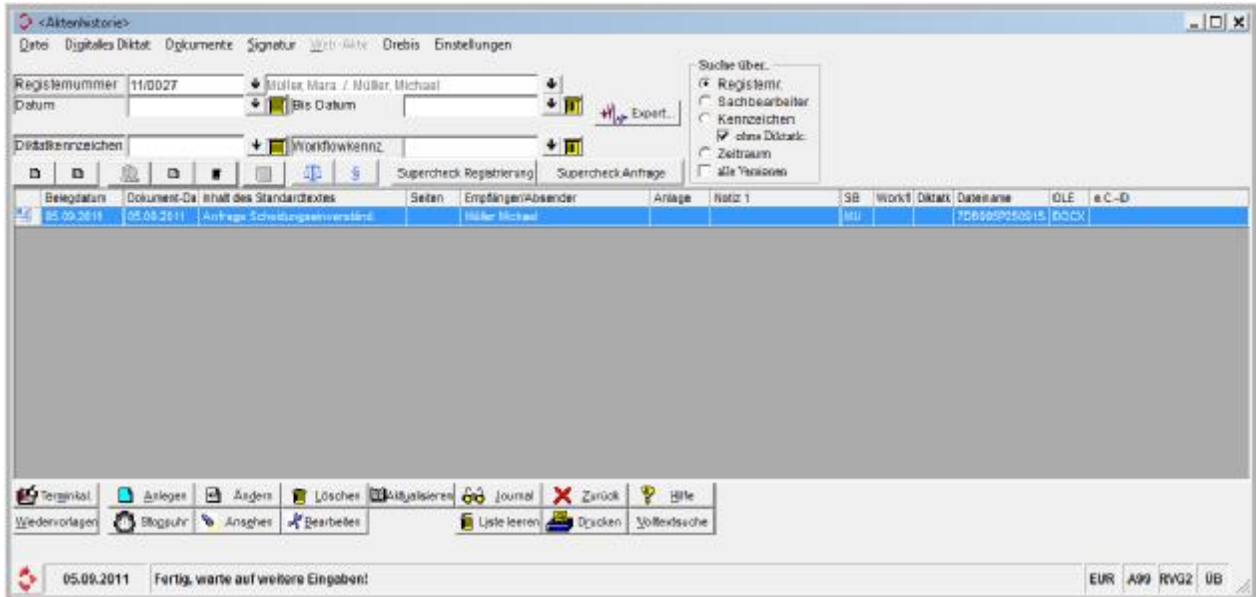 <Aktenhistorie>
Datei Digitales Diktat Dokumente Signatur Web-Akte Drebis Einstellungen
Suche über..
Registernummer 11/0027 Müller, Mara / Müller, Michael Registernr.
Datum Bis Datum Export... Sachbearbeiter
Kennzeichen
ohne Diktatk.
Diktatkennzeichen Workflowkennz. Zeitraum
Supercheck Registrierung Supercheck Anfrage alle Versionen
Belegdatum Dokument-Da Inhalt des Standardtextes Seiten Empfänger/Absender Anlage Notiz 1 SB Workfl Diktatk Dateiname OLE e.C.-D
05.09.2011 05.09.2011 Anfrage Scheidungseinverständ. Müller Michael MU DOCX
Terminkal. Anlegen Ändern Löschen Aktualisieren Journal Zurück Hilfe
Wiedervorlagen Stoppuhr Ansehen Bearbeiten Liste leeren Drucken Volltextsuche
05.09.2011 Fertig, warte auf weitere Eingaben! EUR A99 RVG2 ÜB